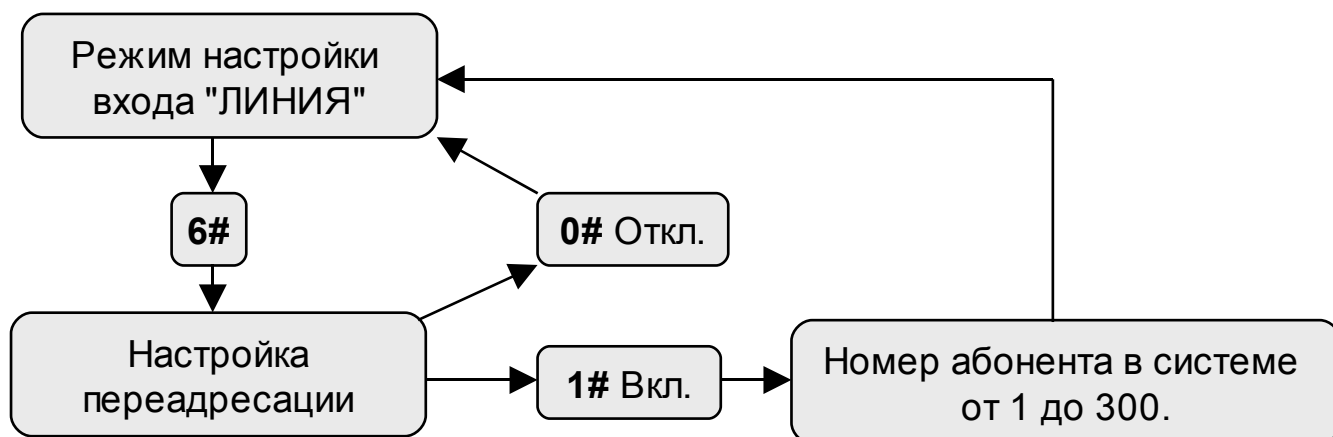 Режим настройки
входа "ЛИНИЯ"
6#
0# Откл.
Настройка
переадресации
1# Вкл.
Номер абонента в системе
от 1 до 300.